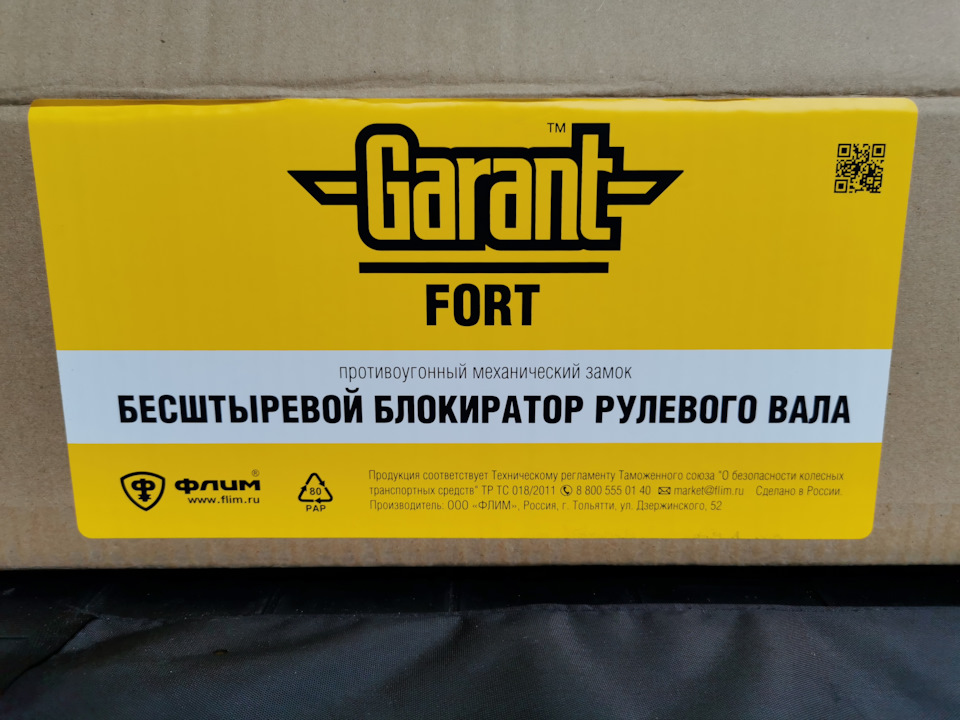 Garant™
FORT
противоугонный механический замок
БЕСШТЫРЕВОЙ БЛОКИРАТОР РУЛЕВОГО ВАЛА
ФЛИМ®
www.flim.ru
80
PAP
Продукция соответствует Техническому регламенту Таможенного союза "О безопасности колесных
транспортных средств" ТР ТС 018/2011 8 800 555 01 40 market@flim.ru Сделано в России.
Производитель: ООО «ФЛИМ», Россия, г. Тольятти, ул. Дзержинского, 52